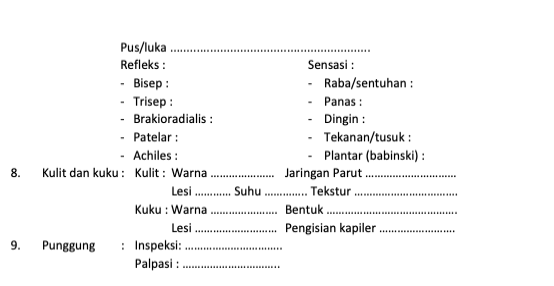 Pus/luka ............................................................
Refleks : Sensasi :
- Bisep : - Raba/sentuhan :
- Trisep : - Panas :
- Brakioradialis : - Dingin :
- Patelar : - Tekanan/tusuk :
- Achiles : - Plantar (babinski) :
8. Kulit dan kuku : Kulit : Warna ..................... Jaringan Parut ..............................
Lesi ............ Suhu .............. Tekstur ..................................
Kuku : Warna ...................... Bentuk ...........................................
Lesi ........................... Pengisian kapiler .........................
9. Punggung : Inspeksi: ................................
Palpasi : ................................